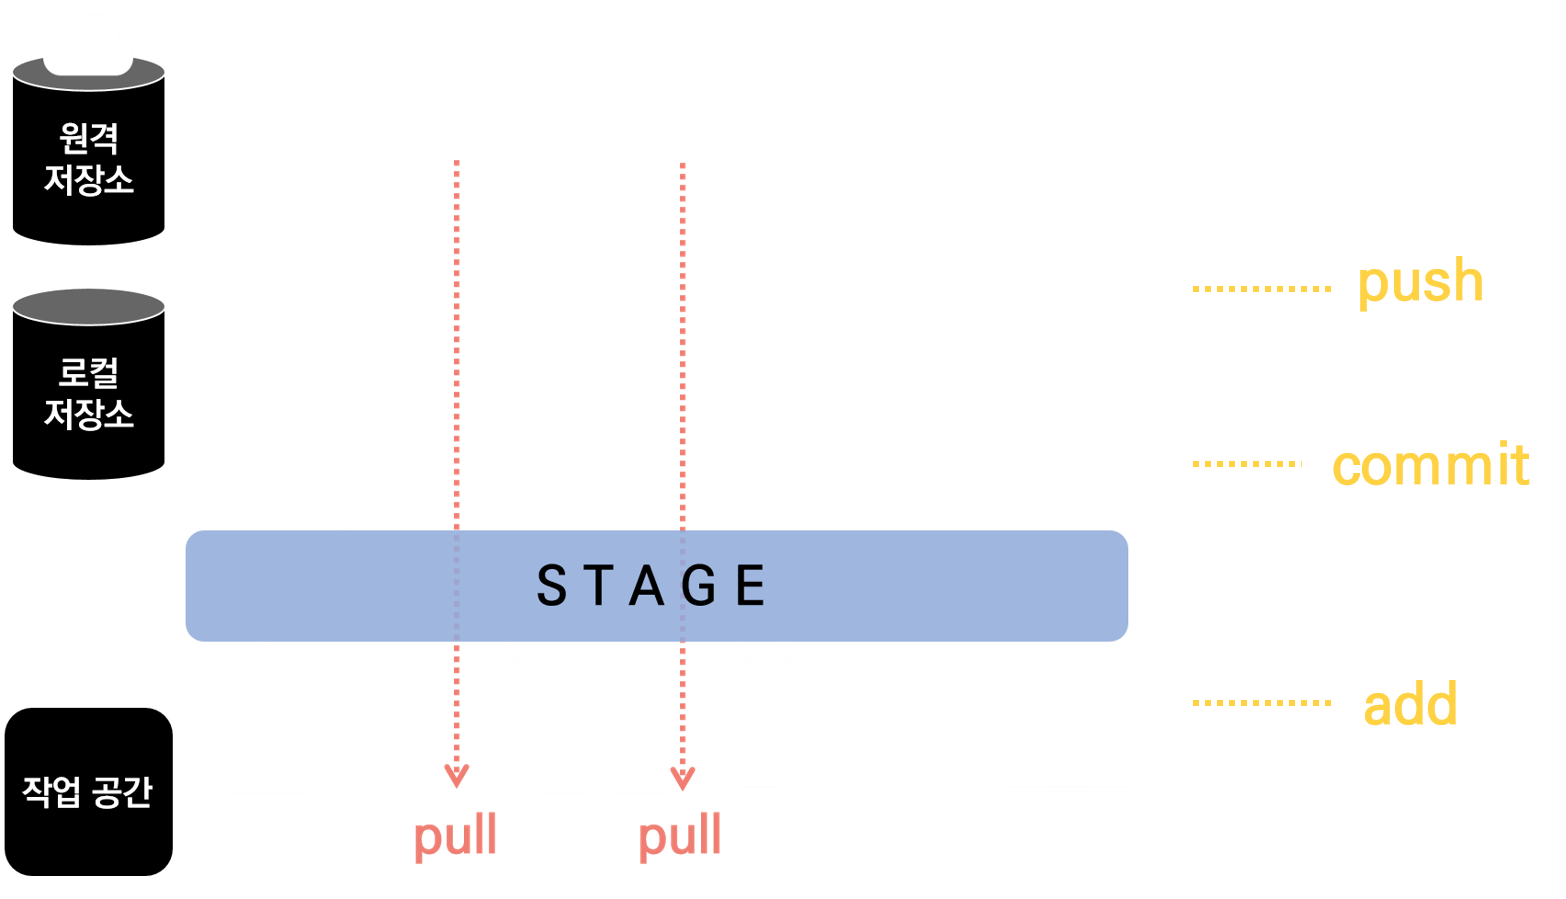 원격
저장소
push
로컬
저장소
commit
STAGE
add
작업 공간
pull
pull